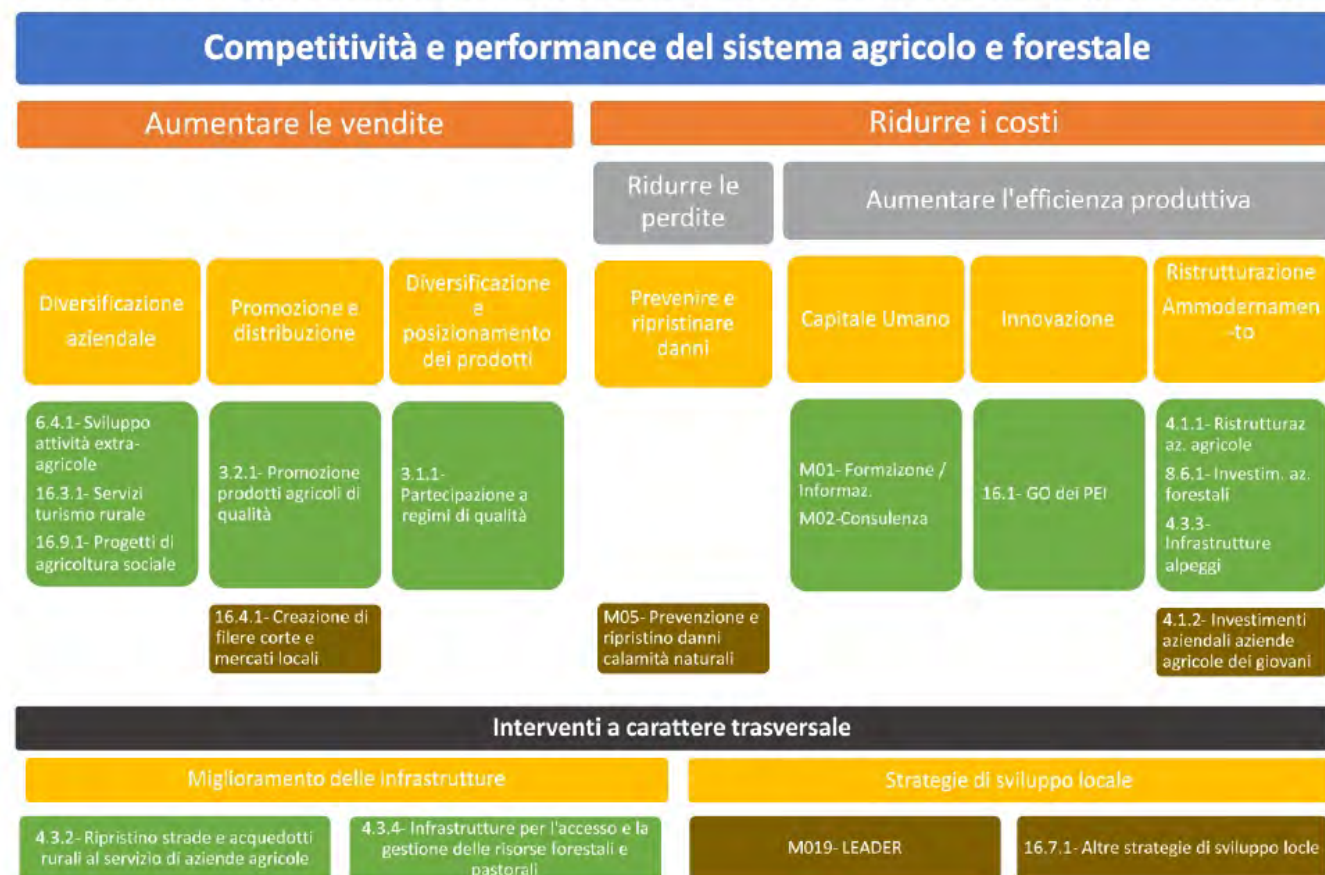 Competitività e performance del sistema agricolo e forestale
Aumentare le vendite
Ridurre i costi
Ridurre le
perdite
Aumentare l'efficienza produttiva
Diversificazione
aziendale
Promozione e
distribuzione
Diversificazione
e
posizionamento
dei prodotti
Prevenire e
ripristinare
danni
Capitale Umano
Innovazione
Ristrutturazione
Ammodernamen
-to
6.4.1- Sviluppo
attività extra-
agricole
16.3.1- Servizi
turismo rurale
16.9.1- Progetti di
agricoltura sociale
3.2.1- Promozione
prodotti agricoli di
qualità
3.1.1-
Partecipazione a
regimi di qualità
M01- Formzizone /
Informaz.
M02-Consulenza
16.1- GO dei PEI
4.1.1- Ristrutturaz
az. agricole
8.6.1- Investim. az.
forestali
4.3.3-
Infrastrutture
alpeggi
16.4.1- Creazione di
filere corte e
mercati locali
M05- Prevenzione e
ripristino danni
calamità naturali
4.1.2- Investimenti
aziendali aziende
agricole dei giovani
Interventi a carattere trasversale
Miglioramento delle infrastrutture
Strategie di sviluppo locale
4.3.2- Ripristino strade e acquedotti
rurali al servizio di aziende agricole
4.3.4- Infrastrutture per l'accesso e la
gestione delle risorse forestali e
pastorali
M019- LEADER
16.7.1- Altre strategie di sviluppo locle